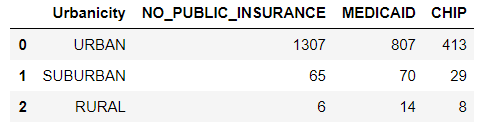 Urbanicity NO_PUBLIC_INSURANCE MEDICAID CHIP
0 URBAN 1307 807 413
1 SUBURBAN 65 70 29
2 RURAL 6 14 8